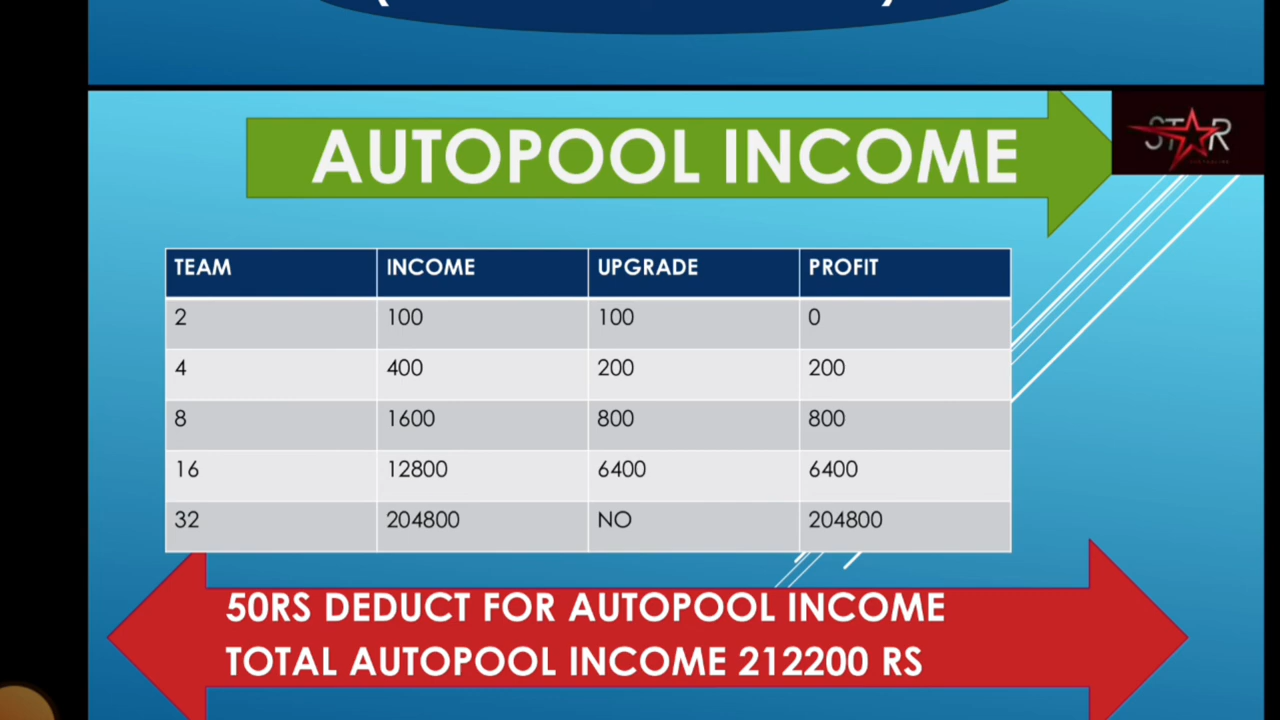 AUTOPOOL INCOME
STAR
TEAM INCOME UPGRADE PROFIT
2 100 100 0
4 400 200 200
8 1600 800 800
16 12800 6400 6400
32 204800 NO 204800
50RS DEDUCT FOR AUTOPOOL INCOME
TOTAL AUTOPOOL INCOME 212200 RS